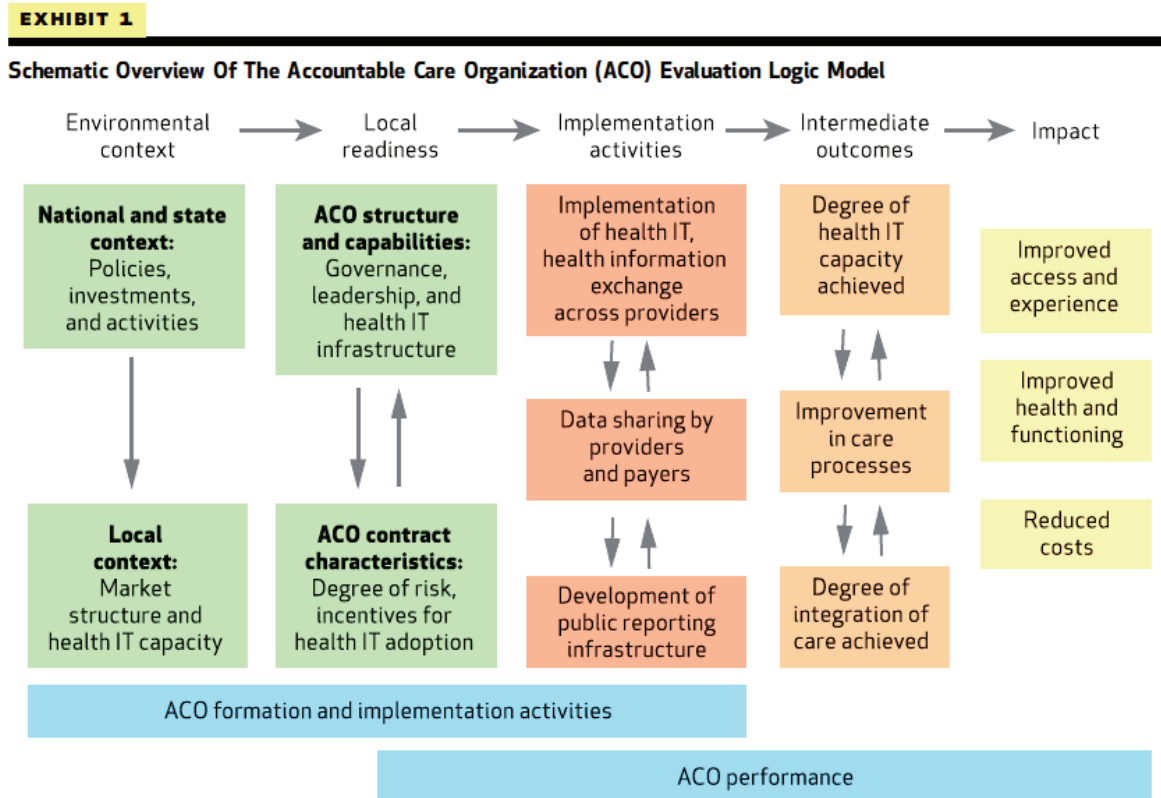 EXHIBIT 1
Schematic Overview Of The Accountable Care Organization (ACO) Evaluation Logic Model
Environmental
context
Local
readiness
Implementation
activities
Intermediate
outcomes
Impact
National and state
context:
Policies,
investments,
and activities
Local
context:
Market
structure and
health IT capacity
ACO structure
and capabilities:
Governance,
leadership, and
health IT
infrastructure
ACO contract
characteristics:
Degree of risk,
incentives for
health IT adoption
Implementation
of health IT,
health information
exchange
across providers
Data sharing by
providers
and payers
Development of
public reporting
infrastructure
Degree of
health IT
capacity
achieved
Improvement
in care
processes
Degree of
integration of
care achieved
Improved
access and
experience
Improved
health and
functioning
Reduced
costs
ACO formation and implementation activities
ACO performance